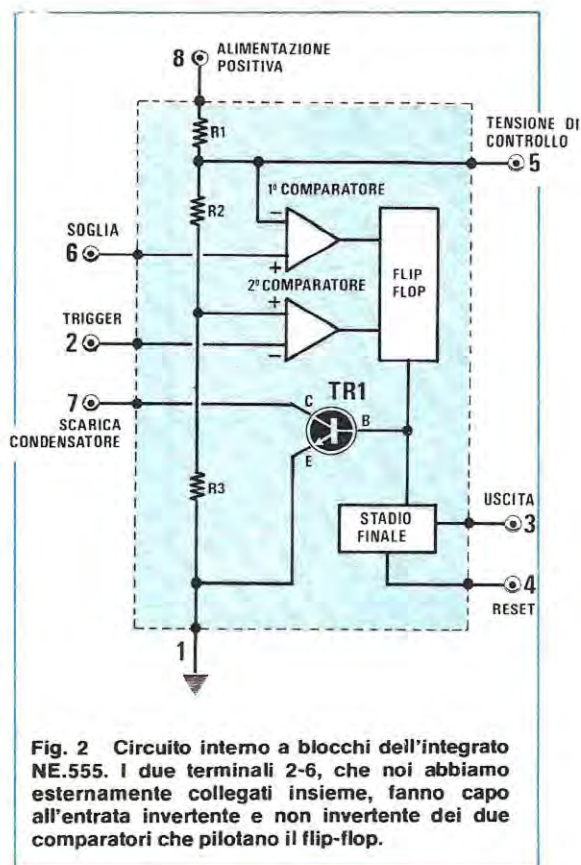 8 ALIMENTAZIONE
POSITIVA
R1
TENSIONE DI
CONTROLLO
5
1º COMPARATORE
R2
−
SOGLIA
6
+
FLIP
FLOP
2º COMPARATORE
+
TRIGGER
2
−
TR1
7
C
B
SCARICA
CONDENSATORE
E
R3
USCITA
STADIO
FINALE
3
4
RESET
1
Fig. 2 Circuito interno a blocchi dell'integrato
NE.555. I due terminali 2-6, che noi abbiamo
esternamente collegati insieme, fanno capo
all'entrata invertente e non invertente dei due
comparatori che pilotano il flip-flop.